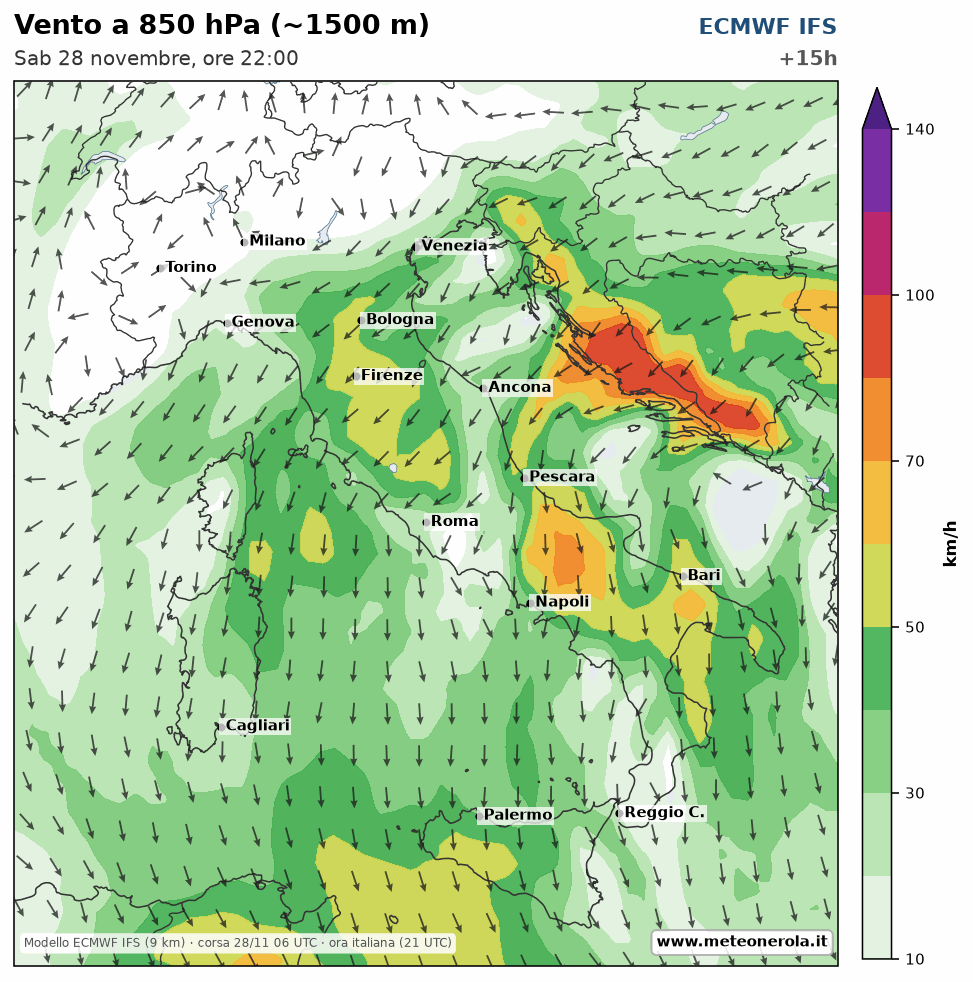 Vento a 850 hPa (~1500 m)
ECMWF IFS
Sab 28 novembre, ore 22:00
+15h
140
Milano
Venezia
Torino
100
Genova
Bologna
Firenze
Ancona
70
Pescara
Roma
km/h
Bari
Napoli
50
Cagliari
30
Palermo
Reggio C.
Modello ECMWF IFS (9 km) · corsa 28/11 06 UTC · ora italiana (21 UTC)
www.meteonerola.it
10